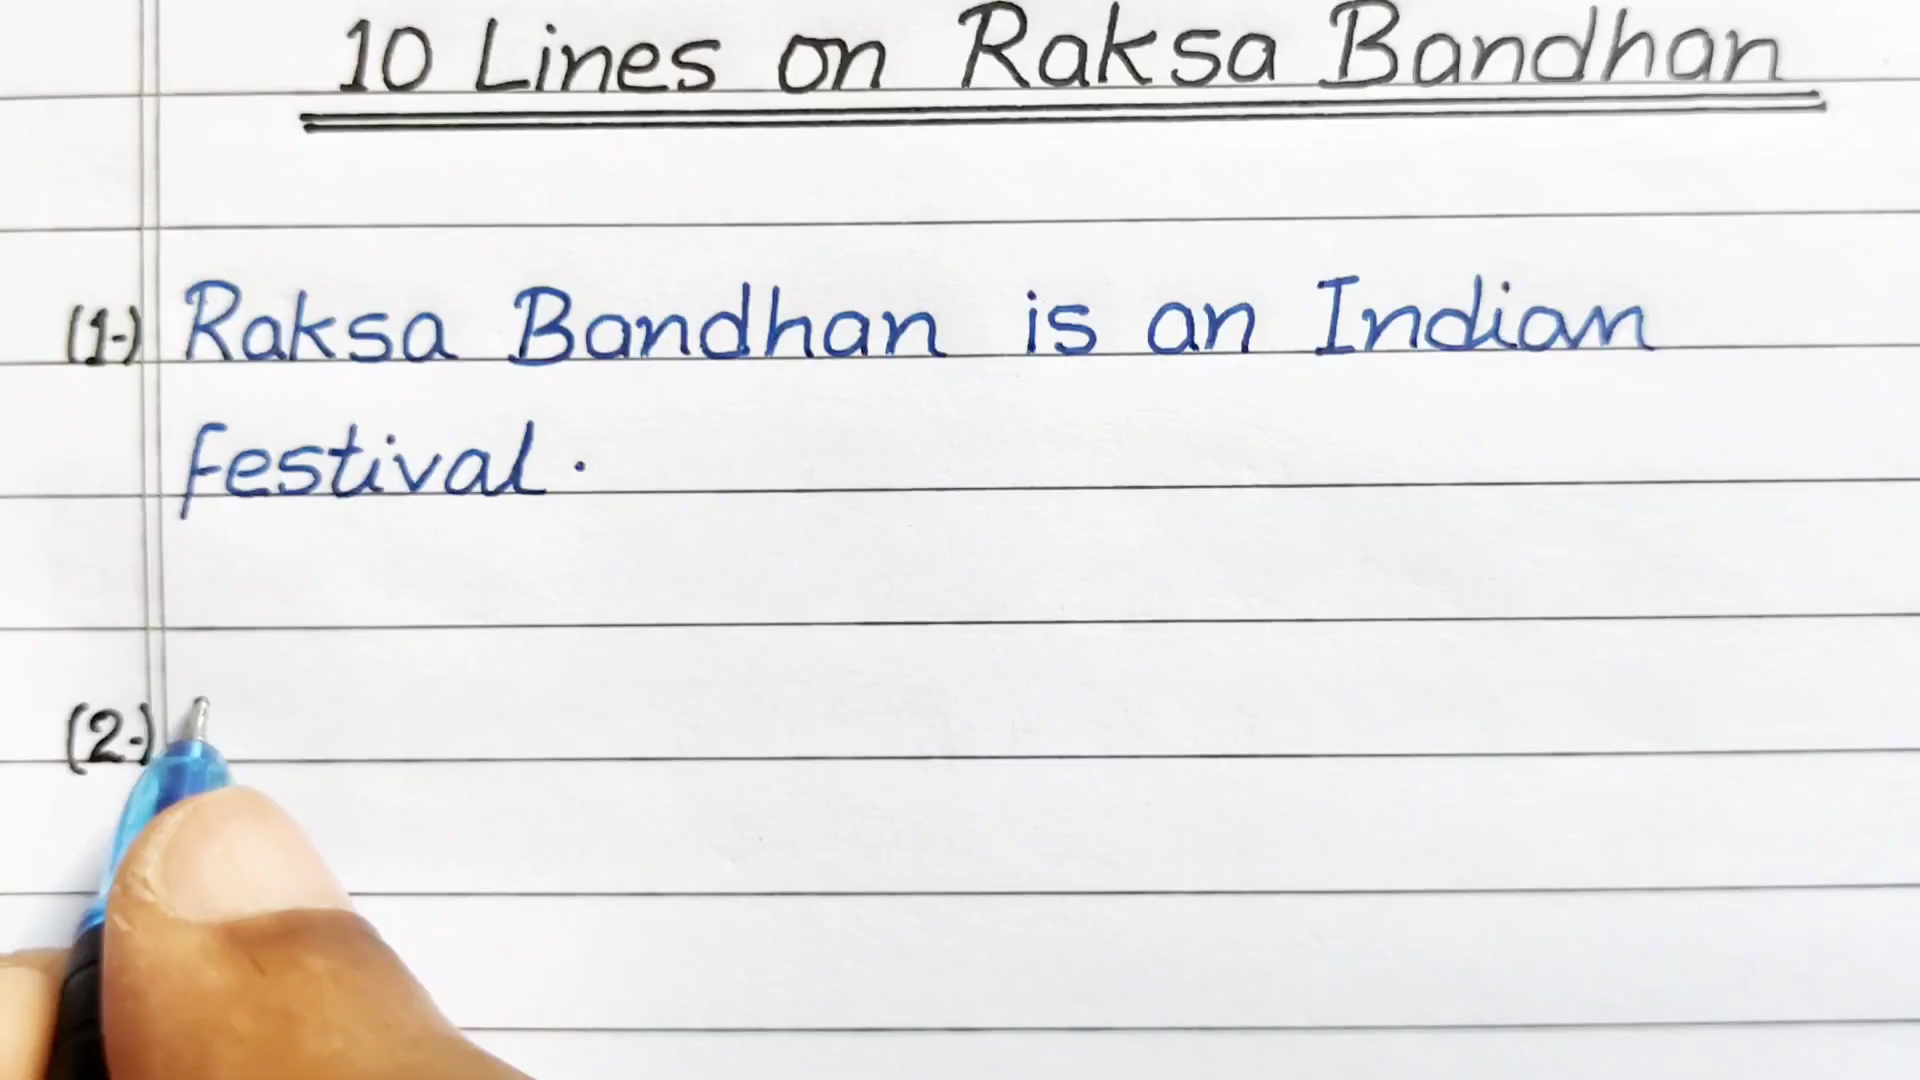 10 Lines on Raksa Bandhan
(1.) Raksa Bandhan is an Indian
festival.
(2.)